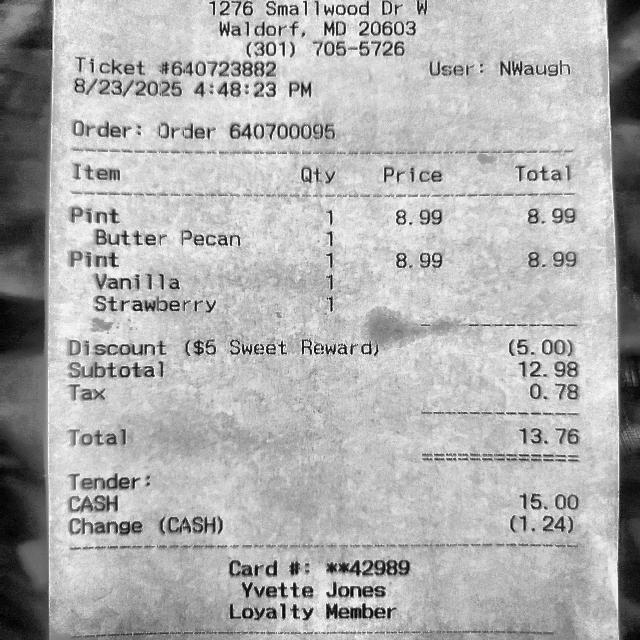 1276 Smallwood Dr W
Waldorf, MD 20603
(301) 705-5726
Ticket #640723882 User: NWaugh
8/23/2025 4:48:23 PM
Order: Order 640700095
Item Qty Price Total
Pint 1 8.99 8.99
Butter Pecan 1
Pint 1 8.99 8.99
Vanilla 1
Strawberry 1
Discount ($5 Sweet Reward) (5.00)
Subtotal 12.98
Tax 0.78
Total 13.76
Tender:
CASH 15.00
Change (CASH) (1.24)
Card #: **42989
Yvette Jones
Loyalty Member